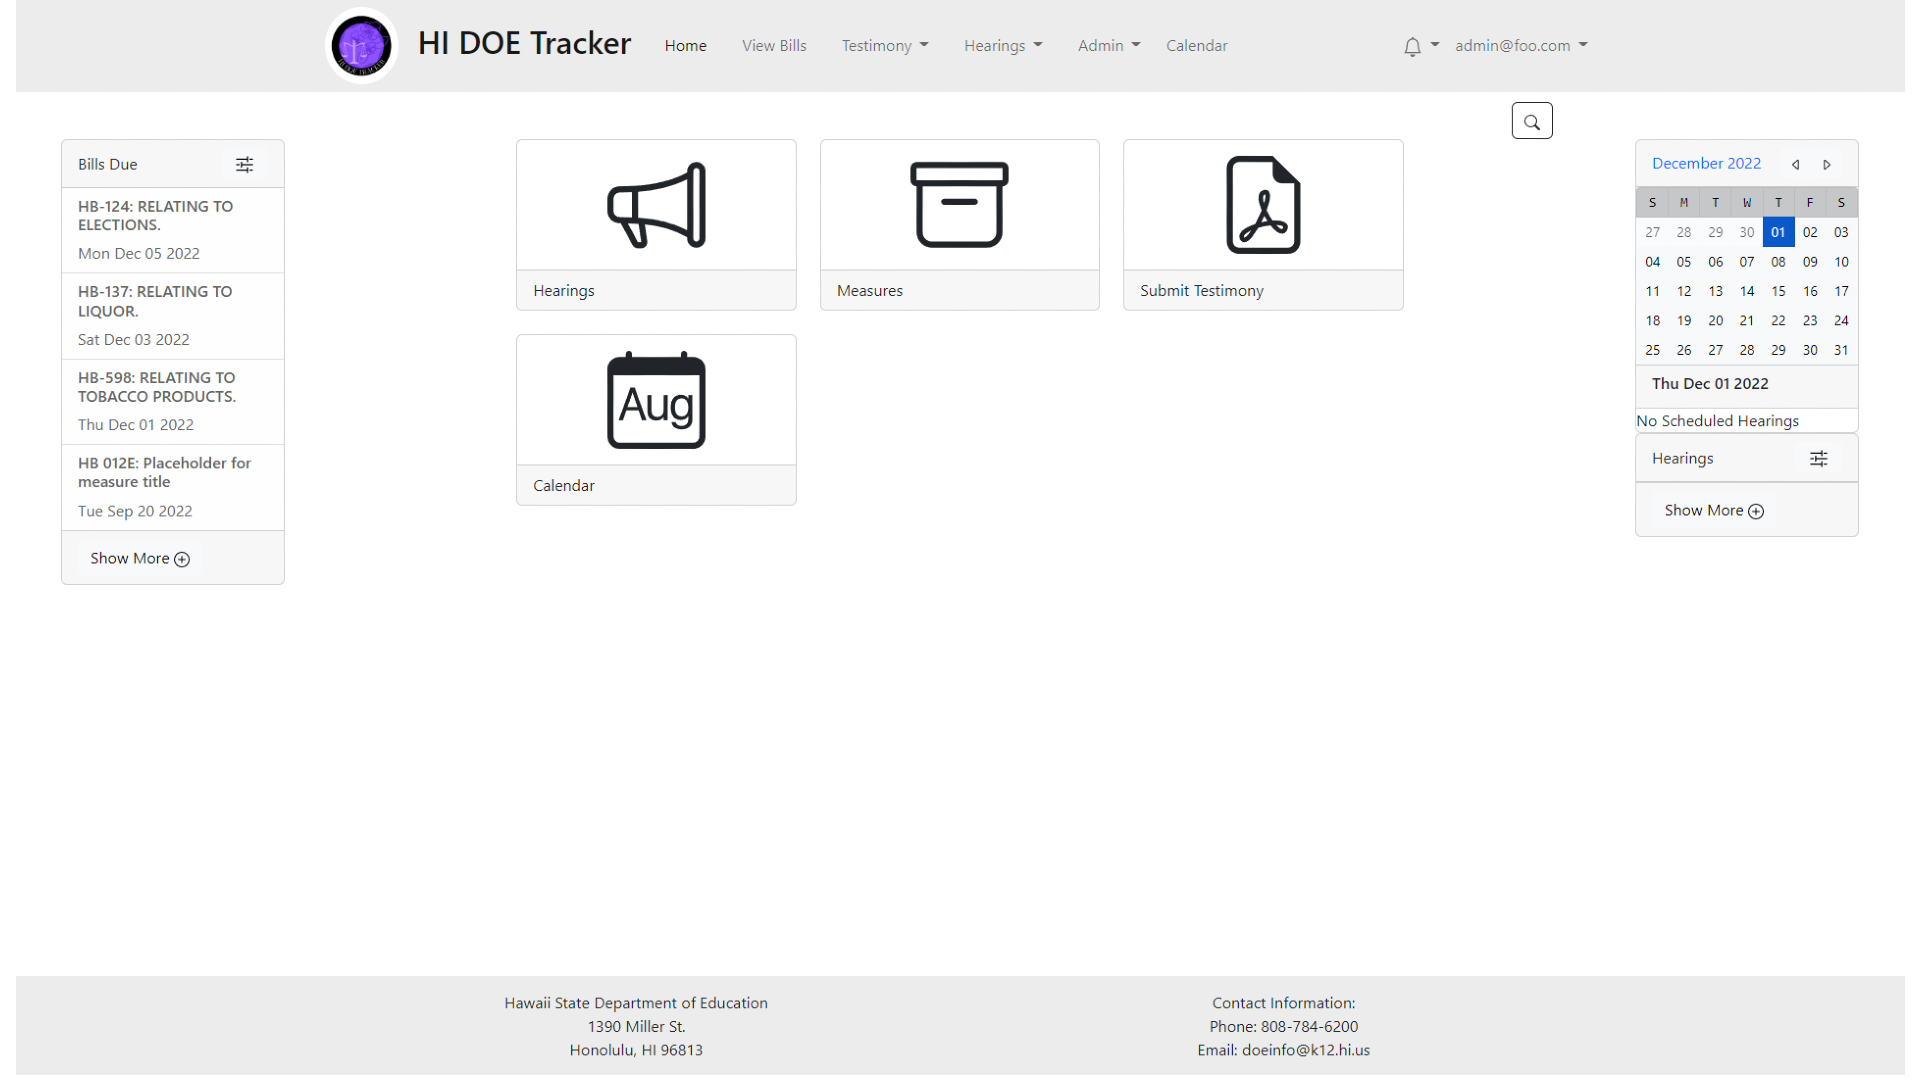 HI DOE Tracker Home View Bills Testimony Hearings Admin Calendar admin@foo.com
Bills Due
HB-124: RELATING TO
ELECTIONS.
Mon Dec 05 2022
HB-137: RELATING TO
LIQUOR.
Sat Dec 03 2022
HB-598: RELATING TO
TOBACCO PRODUCTS.
Thu Dec 01 2022
HB 012E: Placeholder for
measure title
Tue Sep 20 2022
Show More
Hearings
Measures
Submit Testimony
Aug
Calendar
December 2022
S M T W T F S
27 28 29 30 01 02 03
04 05 06 07 08 09 10
11 12 13 14 15 16 17
18 19 20 21 22 23 24
25 26 27 28 29 30 31
Thu Dec 01 2022
No Scheduled Hearings
Hearings
Show More
Hawaii State Department of Education
1390 Miller St.
Honolulu, HI 96813
Contact Information:
Phone: 808-784-6200
Email: doeinfo@k12.hi.us